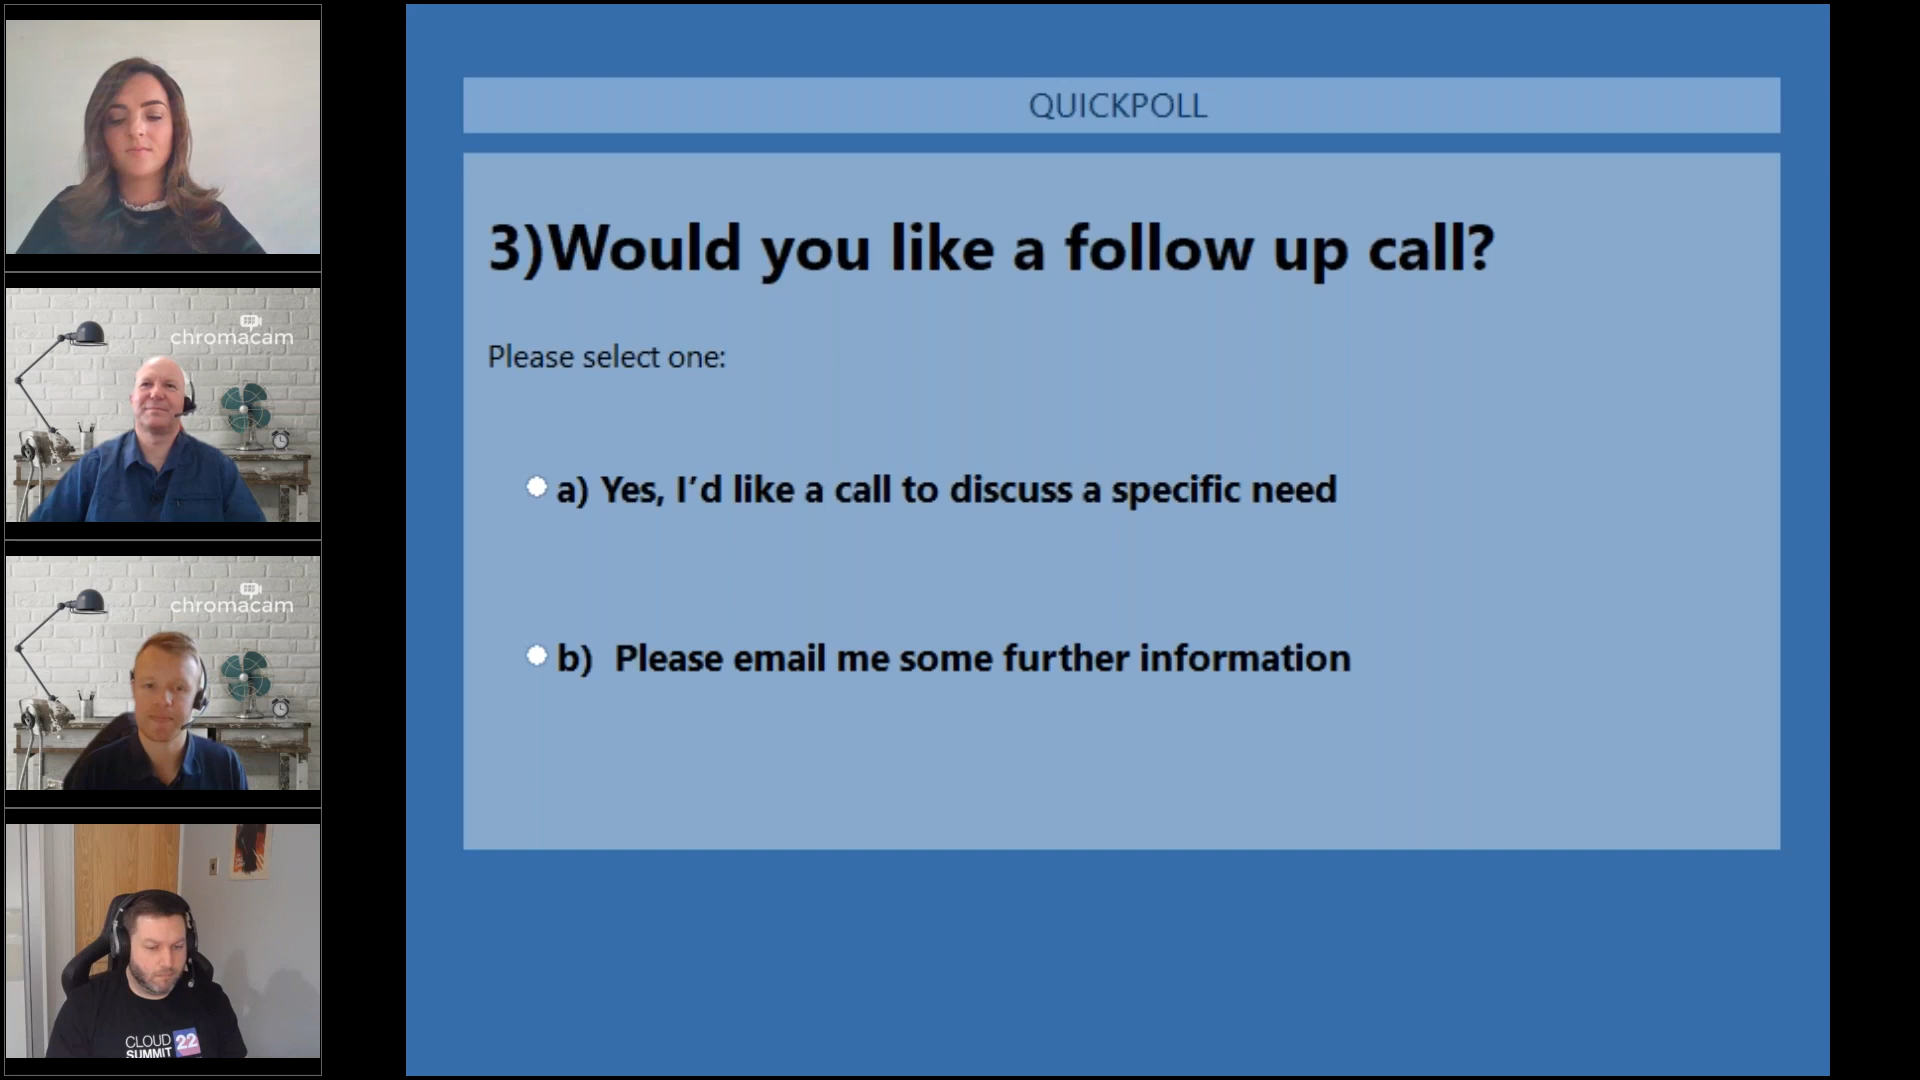 QUICKPOLL
3)Would you like a follow up call?
Please select one:
a) Yes, I’d like a call to discuss a specific need
b) Please email me some further information
chromacam
chromacam
CLOUD 22
SUMMIT